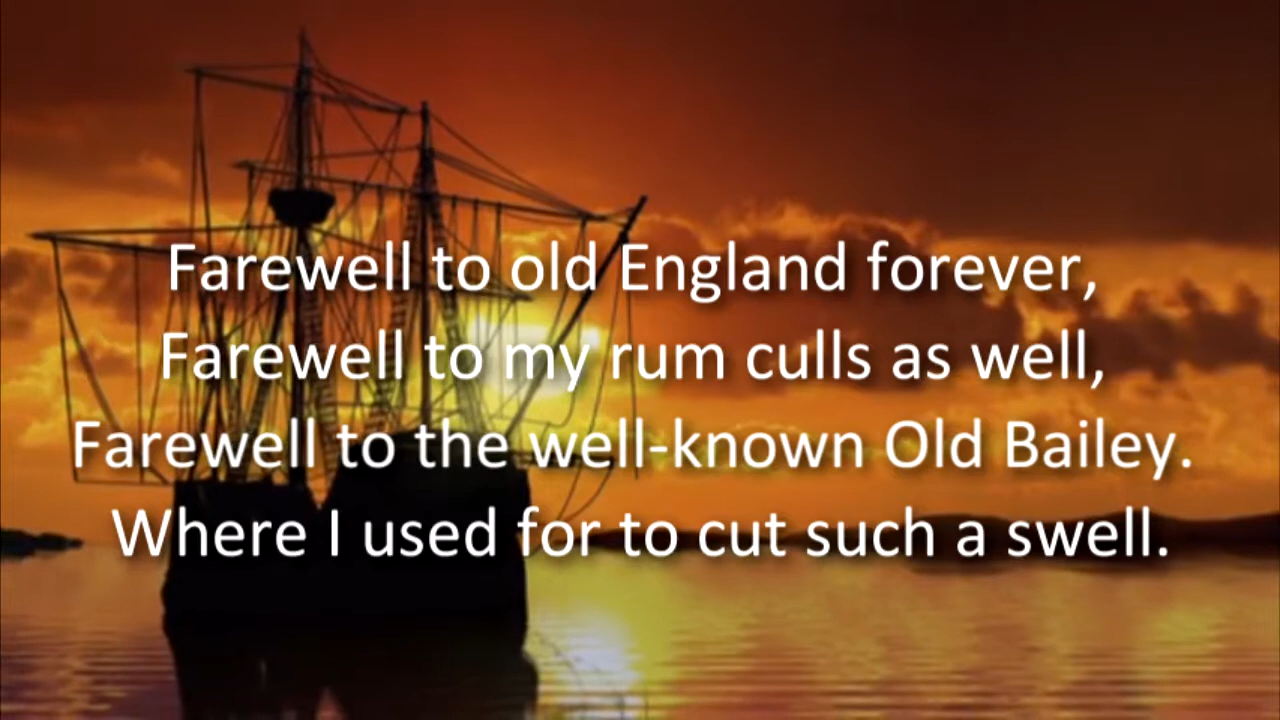 Farewell to old England forever,
Farewell to my rum culls as well,
Farewell to the well-known Old Bailey.
Where I used for to cut such a swell.